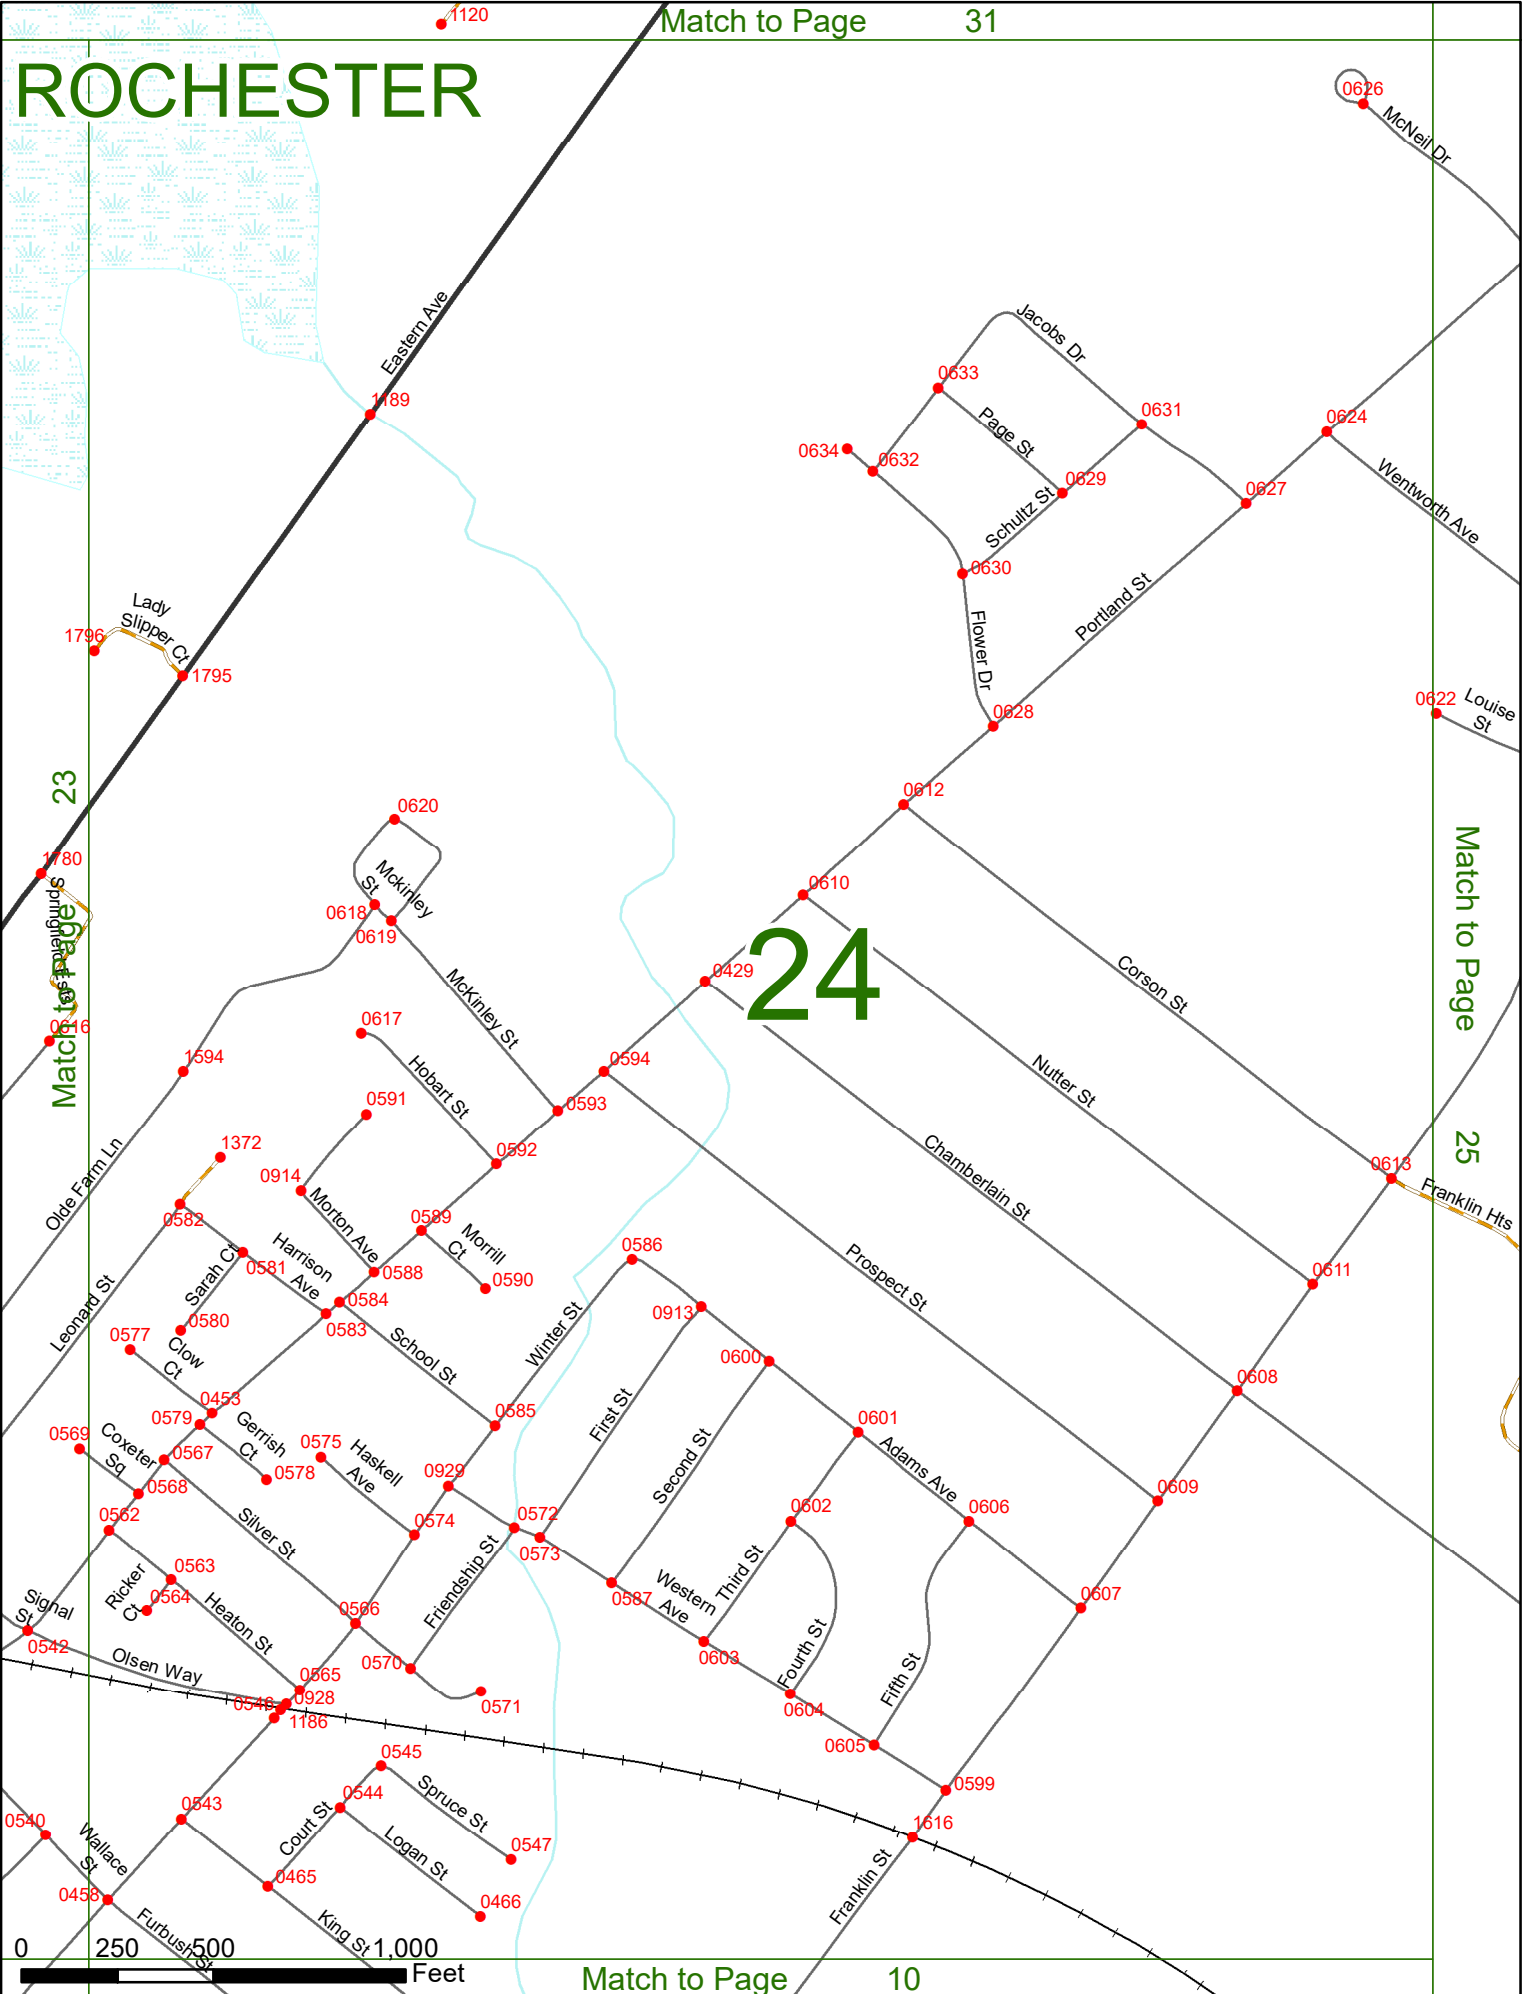 1120
Match to Page 31
ROCHESTER
0626
McNeil Dr
Eastern Ave
Jacobs Dr
0633
1189
0631
0624
Page St
0634
0632
0629
Wentworth Ave
0627
Schultz St
0630
Portland St
Lady
Slipper Ct
1796
1795
Flower Dr
0622
Louise
St
0628
Match to Page 23
0620
0612
Match to Page 25
1780
Springfield Ests
Mckinley
St
0610
0618
0619
24
McKinley St
0429
Corson St
0616
0617
1594
0594
Hobart St
Nutter St
0591
0593
Olde Farm Ln
1372
0592
Chamberlain St
0613
0914
Franklin Hts
0582
Morton Ave
0589
Morrill
Ct
0586
Harrison
Ave
Sarah Ct
0581
0588
0590
Prospect St
0611
Leonard St
0584
0913
0580
0583
Winter St
0577
Clow
Ct
School St
0600
0608
0453
First St
0579
0585
0601
0569
Coxeter
Sq
0567
Gerrish
Ct
0575
Haskell
Ave
Adams Ave
0578
0929
Second St
0568
0609
0562
0572
0602
0606
Silver St
0574
0573
Friendship St
Ricker
Ct
0563
Third St
0564
Western
Ave
0587
Signal
St
Heaton St
0566
0607
0542
Fourth St
0603
Olsen Way
0570
Fifth St
0565
0928
0546
1186
0571
0604
0605
0545
0599
0544
Spruce St
0543
0540
1616
Wallace
St
Court St
Logan St
0547
0465
0458
0466
Franklin St
Furbush St
King St
0 250 500 1,000
Feet
Match to Page 10